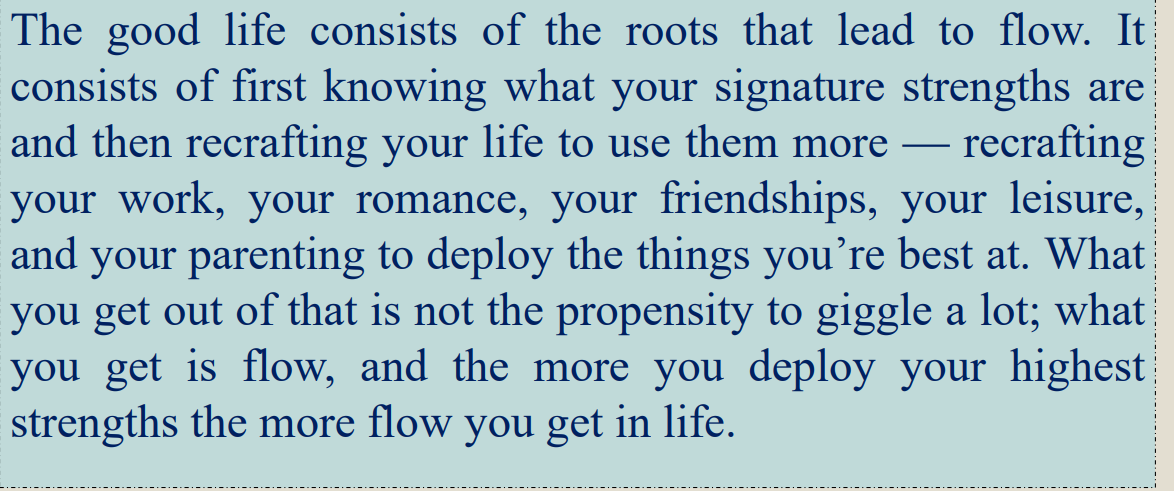 The good life consists of the roots that lead to flow. It
consists of first knowing what your signature strengths are
and then recrafting your life to use them more — recrafting
your work, your romance, your friendships, your leisure,
and your parenting to deploy the things you’re best at. What
you get out of that is not the propensity to giggle a lot; what
you get is flow, and the more you deploy your highest
strengths the more flow you get in life.